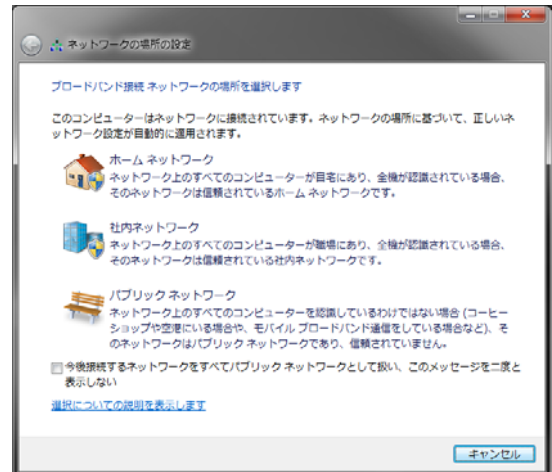 ネットワークの場所の設定
ブロードバンド接続 ネットワークの場所を選択します
このコンピューターはネットワークに接続されています。ネットワークの場所に基づいて、正しいネ
ットワーク設定が自動的に適用されます。
ホーム ネットワーク
ネットワーク上のすべてのコンピューターが自宅にあり、全機が認識されている場合、
そのネットワークは信頼されているホーム ネットワークです。
社内ネットワーク
ネットワーク上のすべてのコンピューターが職場にあり、全機が認識されている場合、
そのネットワークは信頼されている社内ネットワークです。
パブリック ネットワーク
ネットワーク上のすべてのコンピューターを認識しているわけではない場合 (コーヒー
ショップや空港にいる場合や、モバイル ブロードバンド通信をしている場合など)、そ
のネットワークはパブリック ネットワークであり、信頼されていません。
今後接続するネットワークをすべてパブリック ネットワークとして扱い、このメッセージを二度と
表示しない
選択についての説明を表示します
キャンセル